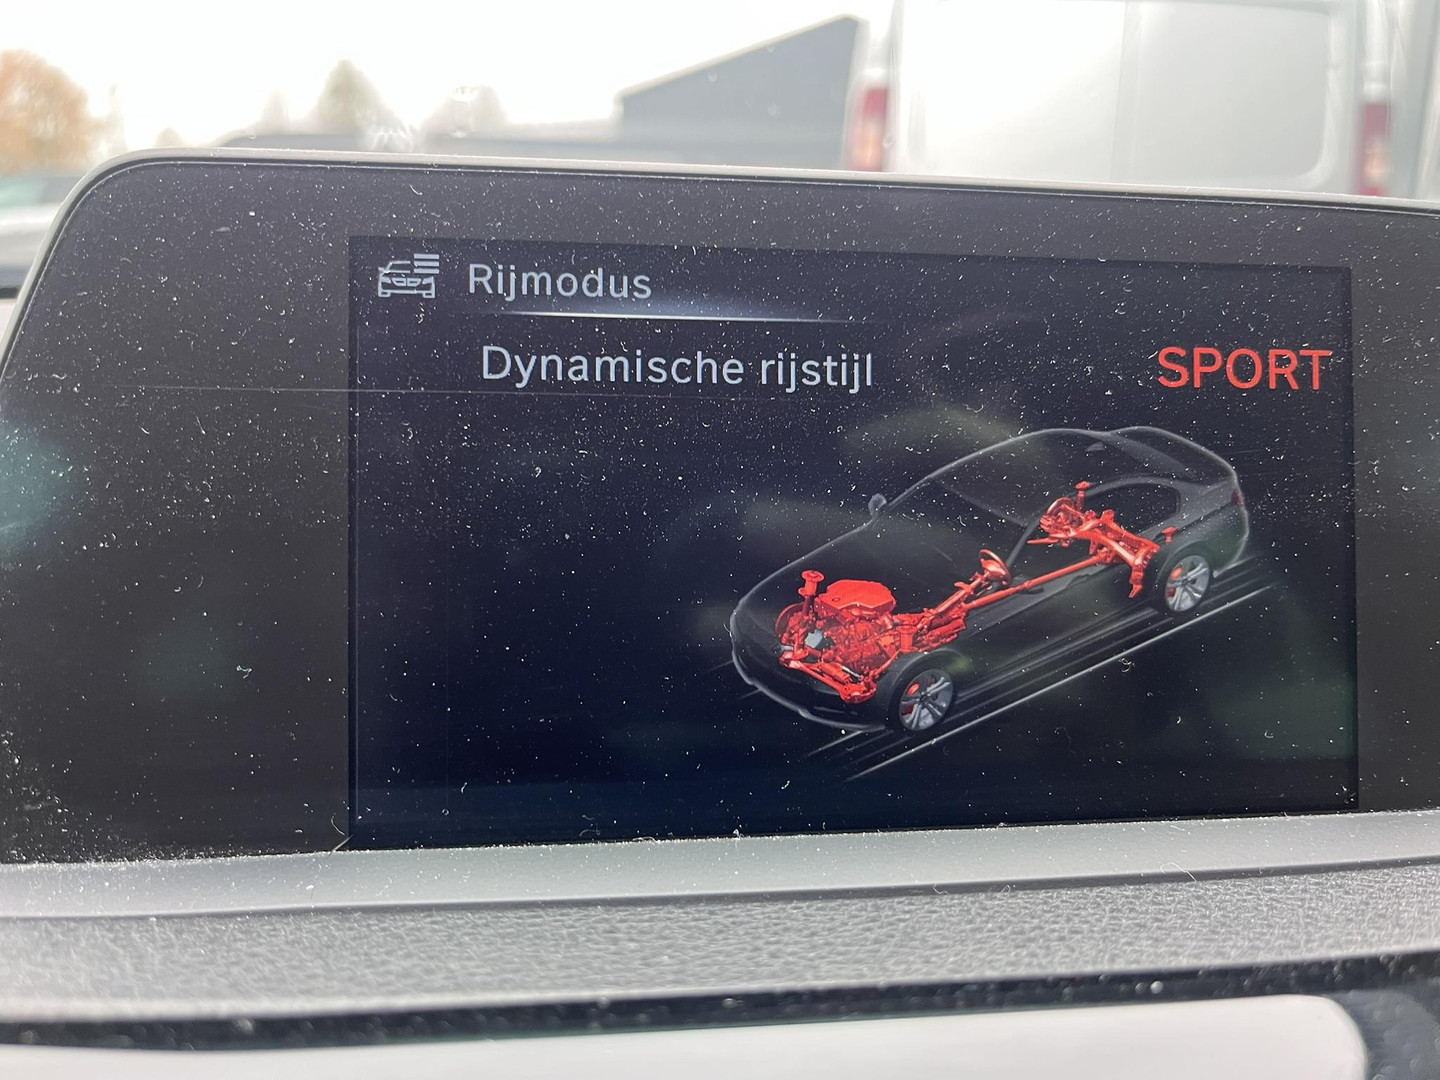 Rijmodus
Dynamische rijstijl
SPORT